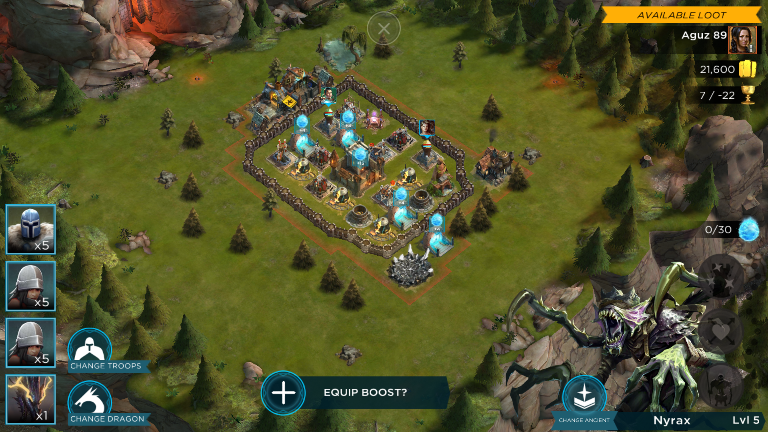 AVAILABLE LOOT
Aguz 89
21,600
7 / -22
0/30
x5
x5
x5
x1
CHANGE TROOPS
CHANGE DRAGON
EQUIP BOOST?
CHANGE ANCIENT
Nyrax
Lvl 5